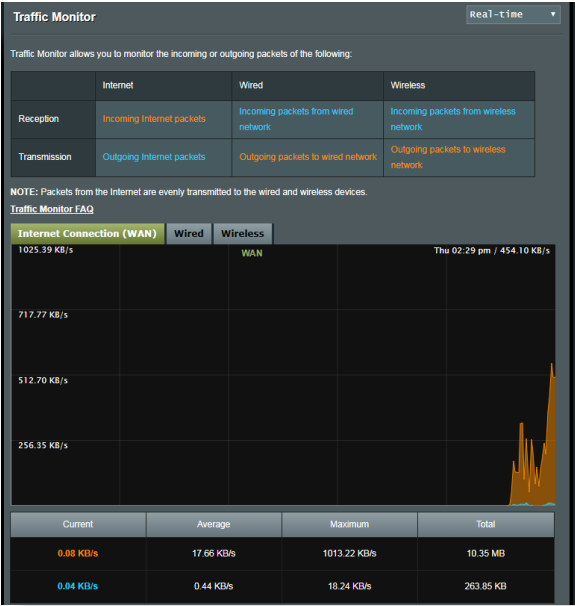 Traffic Monitor
Real-time
Traffic Monitor allows you to monitor the incoming or outgoing packets of the following:
Internet Wired Wireless
Reception Incoming Internet packets Incoming packets from wired network Incoming packets from wireless network
Transmission Outgoing Internet packets Outgoing packets to wired network Outgoing packets to wireless network
NOTE: Packets from the Internet are evenly transmitted to the wired and wireless devices.
Traffic Monitor FAQ
Internet Connection (WAN) Wired Wireless
1025.39 KB/s WAN Thu 02:29 pm / 454.10 KB/s
717.77 KB/s
512.70 KB/s
256.35 KB/s
Current Average Maximum Total
0.08 KB/s 17.66 KB/s 1013.22 KB/s 10.35 MB
0.04 KB/s 0.44 KB/s 18.24 KB/s 263.85 KB